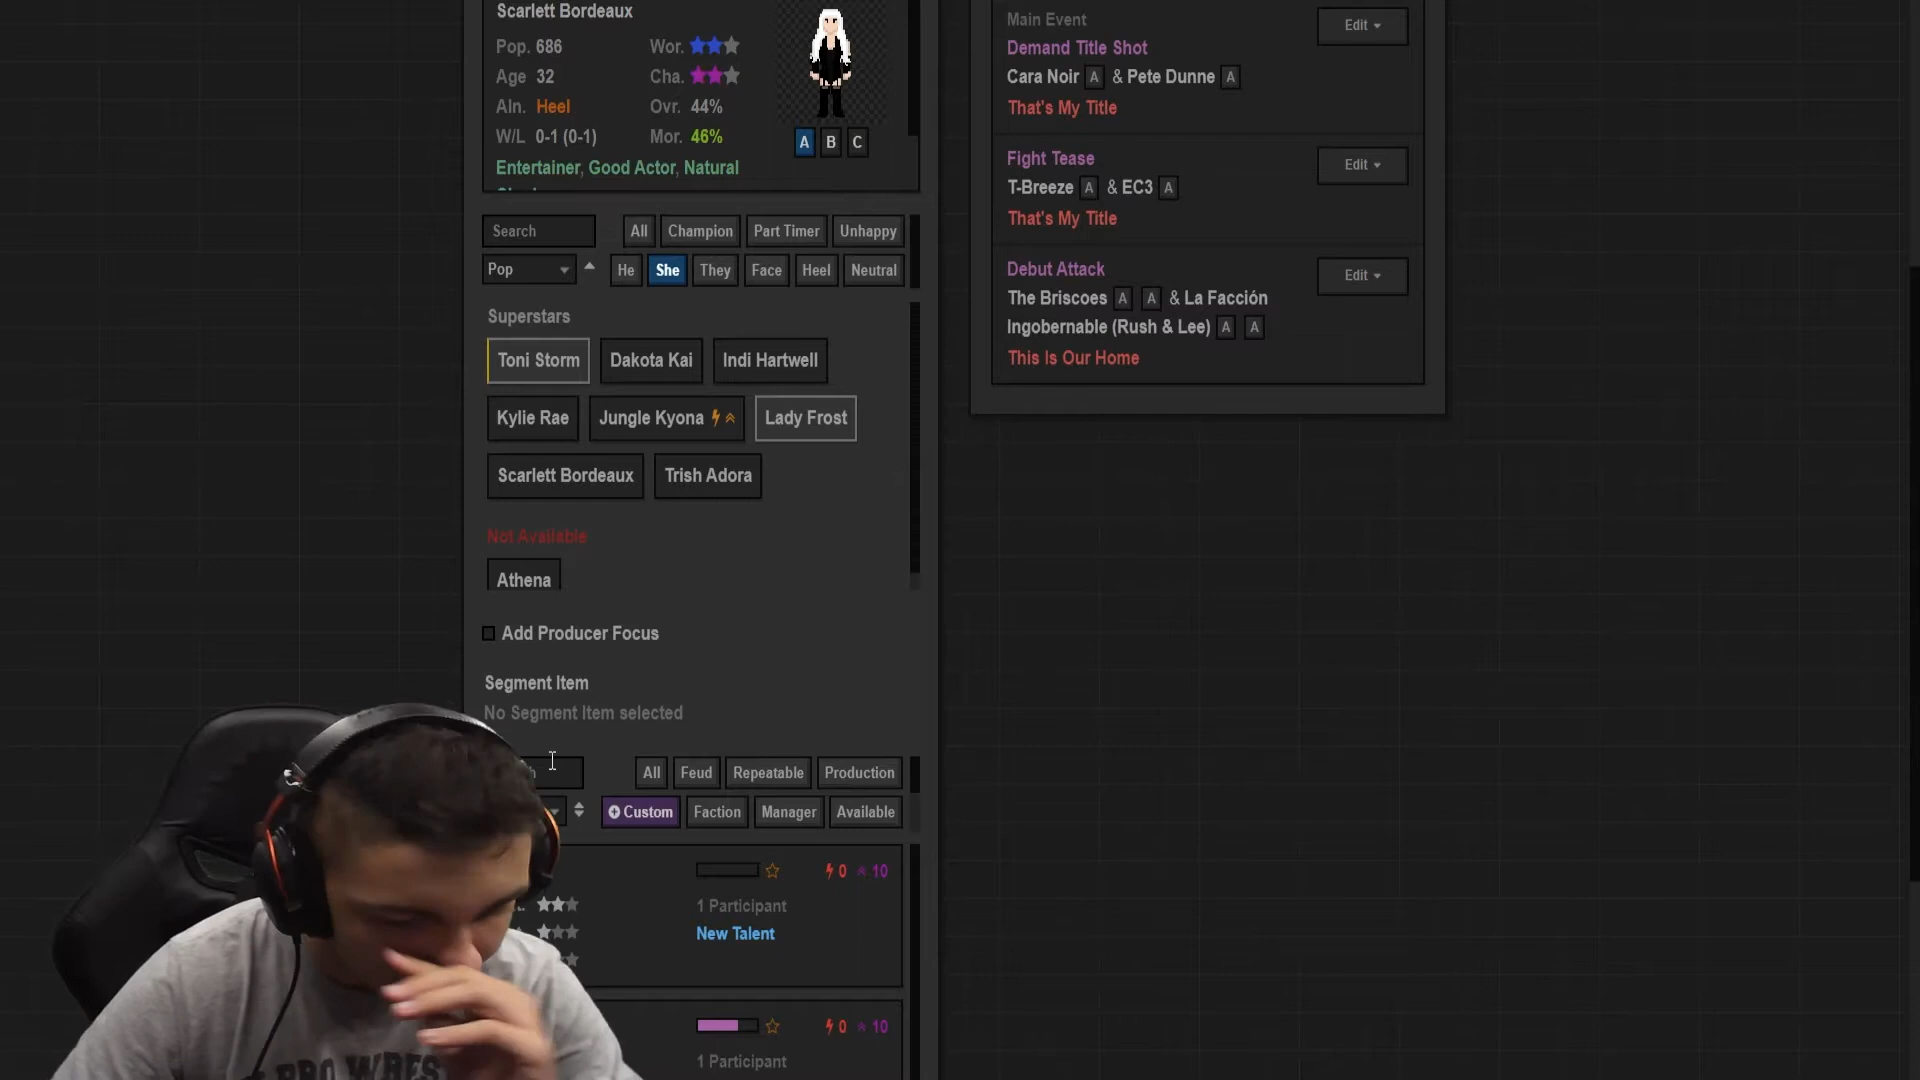 Scarlett Bordeaux
Pop. 686
Wor.
Age 32
Cha.
Aln. Heel
Ovr. 44%
W/L 0-1 (0-1)
Mor. 46%
A B C
Entertainer, Good Actor, Natural
Search
All Champion Part Timer Unhappy
Pop
He She They Face Heel Neutral
Superstars
Toni Storm Dakota Kai Indi Hartwell
Kylie Rae Jungle Kyona Lady Frost
Scarlett Bordeaux Trish Adora
Not Available
Athena
Add Producer Focus
Segment Item
No Segment Item selected
All Feud Repeatable Production
Custom Faction Manager Available
0 10
1 Participant
New Talent
0 10
1 Participant
PRO WRES
Main Event
Edit
Demand Title Shot
Cara Noir A & Pete Dunne A
That's My Title
Fight Tease
Edit
T-Breeze A & EC3 A
That's My Title
Debut Attack
Edit
The Briscoes A A & La Facción
Ingobernable (Rush & Lee) A A
This Is Our Home